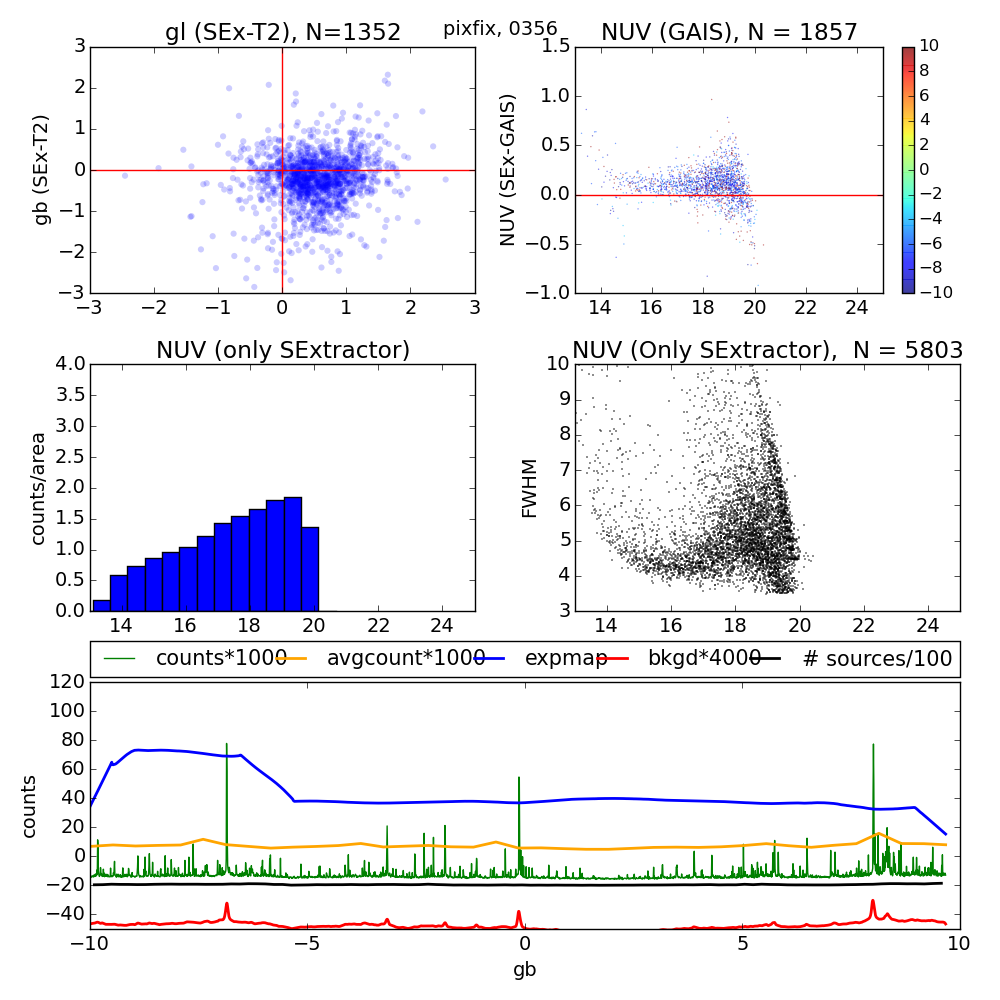 gl (SEx-T2), N=1352
pixfix, 0356
NUV (GAIS), N = 1857
3
2
1
0
−1
−2
−3
gb (SEx-T2)
−3 −2 −1 0 1 2 3
1.5
1.0
0.5
0.0
−0.5
−1.0
NUV (SEx-GAIS)
14 16 18 20 22 24
10
8
6
4
2
0
−2
−4
−6
−8
−10
NUV (only SExtractor)
4.0
3.5
3.0
2.5
2.0
1.5
1.0
0.5
0.0
counts/area
14 16 18 20 22 24
NUV (Only SExtractor),  N = 5803
10
9
8
7
6
5
4
3
FWHM
14 16 18 20 22 24
counts*1000 avgcount*1000 expmap bkgd*4000 # sources/100
120
100
80
60
40
20
0
−20
−40
counts
−10 −5 0 5 10
gb